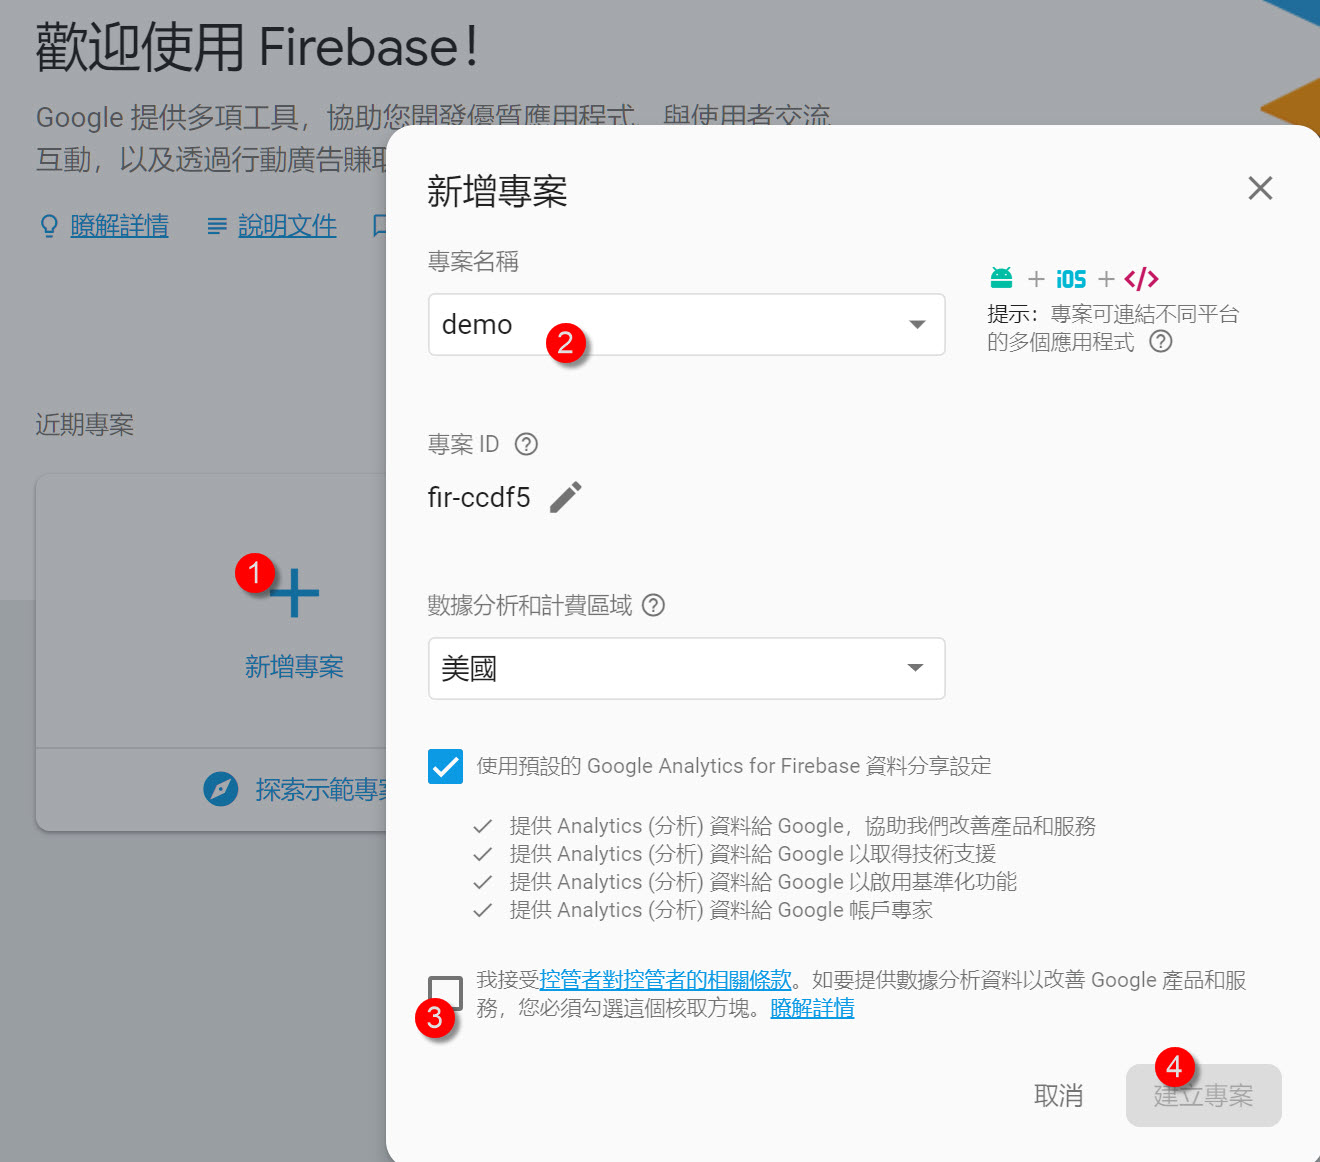 歡迎使用 Firebase！
Google 提供多項工具，協助您開發優質應用程式、與使用者交流
互動，以及透過行動廣告賺取
瞭解詳情 說明文件
近期專案
1
新增專案
探索示範專案
新增專案
專案名稱
demo
2
iOS
提示：專案可連結不同平台
的多個應用程式
專案 ID
fir-ccdf5
數據分析和計費區域
美國
使用預設的 Google Analytics for Firebase 資料分享設定
提供 Analytics (分析) 資料給 Google，協助我們改善產品和服務
提供 Analytics (分析) 資料給 Google 以取得技術支援
提供 Analytics (分析) 資料給 Google 以啟用基準化功能
提供 Analytics (分析) 資料給 Google 帳戶專家
我接受控管者對控管者的相關條款。如要提供數據分析資料以改善 Google 產品和服
務，您必須勾選這個核取方塊。瞭解詳情
3
4
取消 建立專案